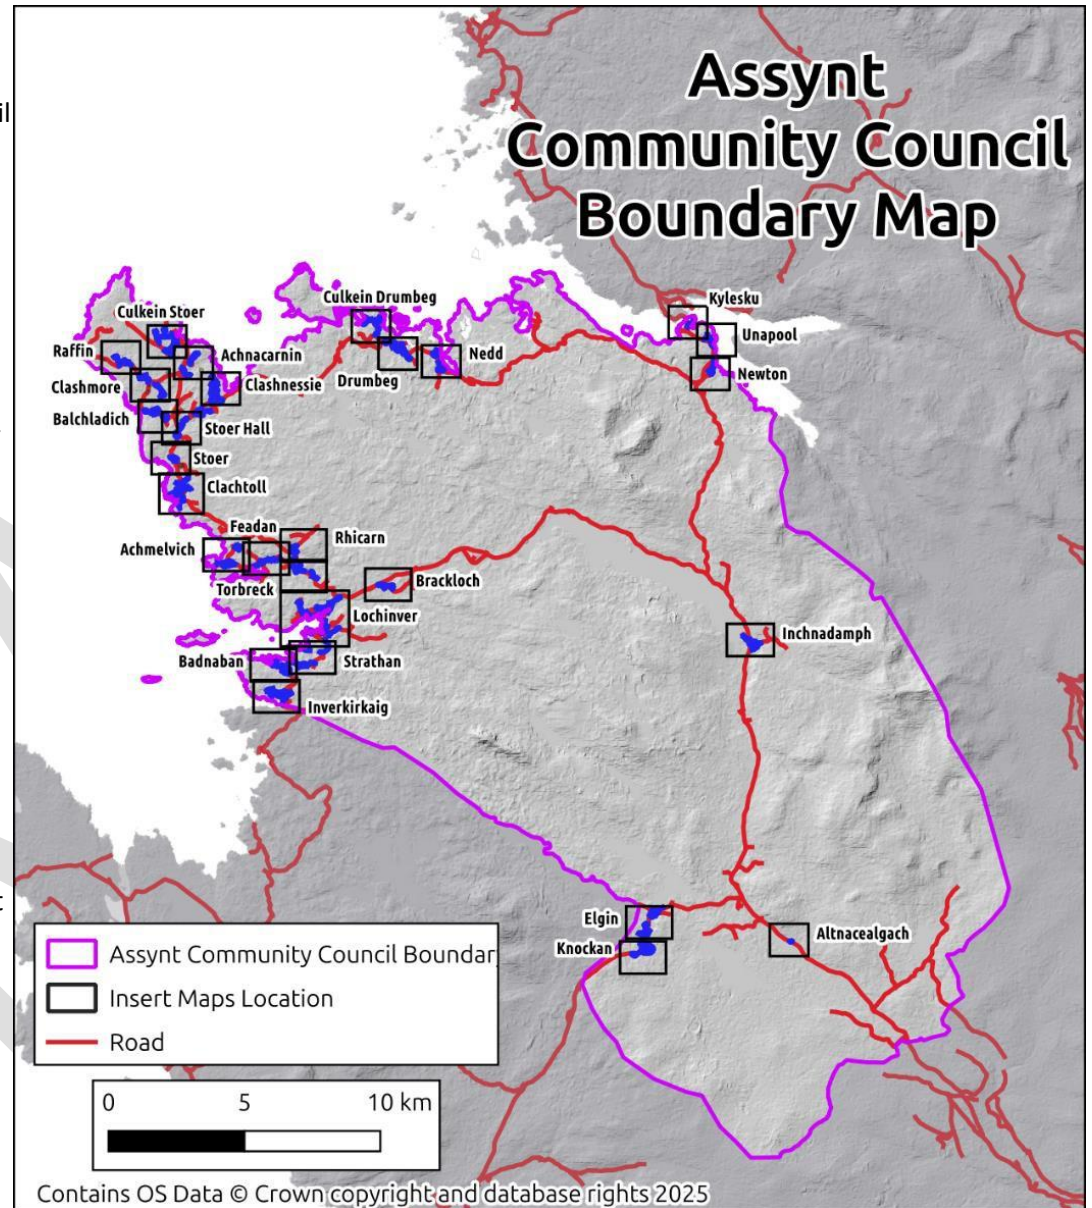 Assynt
Community Council
Boundary Map
il
Culkein Drumbeg
Kylesku
Culkein Stoer
Unapool
Raffin
Achnacarnin
Nedd
Newton
Drumbeg
Clashmore
Clashnessie
Balchladich
Stoer Hall
Stoer
Clachtoll
Feadan
Rhicarn
Achmelvich
Brackloch
Torbreck
Lochinver
Inchnadamph
Badnaban
Strathan
Inverkirkaig
Elgin
Altnacealgach
Knockan
t
Assynt Community Council Boundar
Insert Maps Location
Road
0 5 10 km
Contains OS Data © Crown copyright and database rights 2025